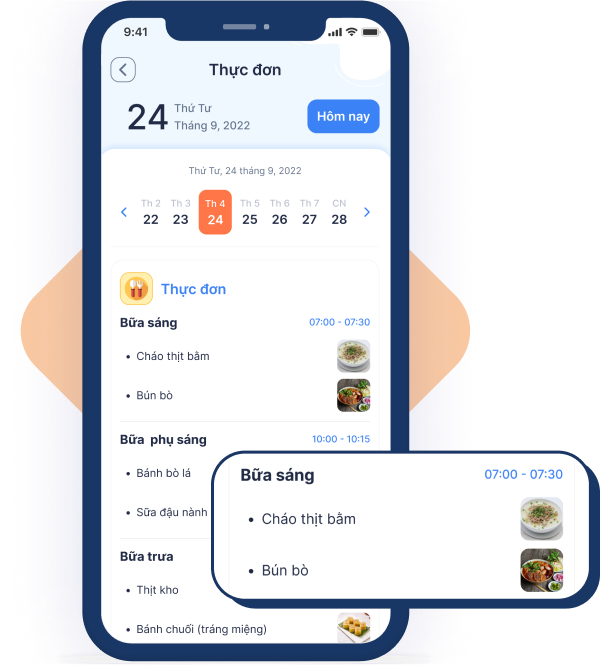 9:41
Thực đơn
24
Thứ Tư
Tháng 9, 2022
Hôm nay
Thứ Tư, 24 tháng 9, 2022
Th 2 Th 3 Th 4 Th 5 Th 6 Th 7 CN
22 23 24 25 26 27 28
Thực đơn
Bữa sáng 07:00 - 07:30
• Cháo thịt bằm
• Bún bò
Bữa phụ sáng 10:00 - 10:15
• Bánh bò lá
• Sữa đậu nành
Bữa trưa
• Thịt kho
• Bánh chuối (tráng miệng)
Bữa sáng 07:00 - 07:30
• Cháo thịt bằm
• Bún bò